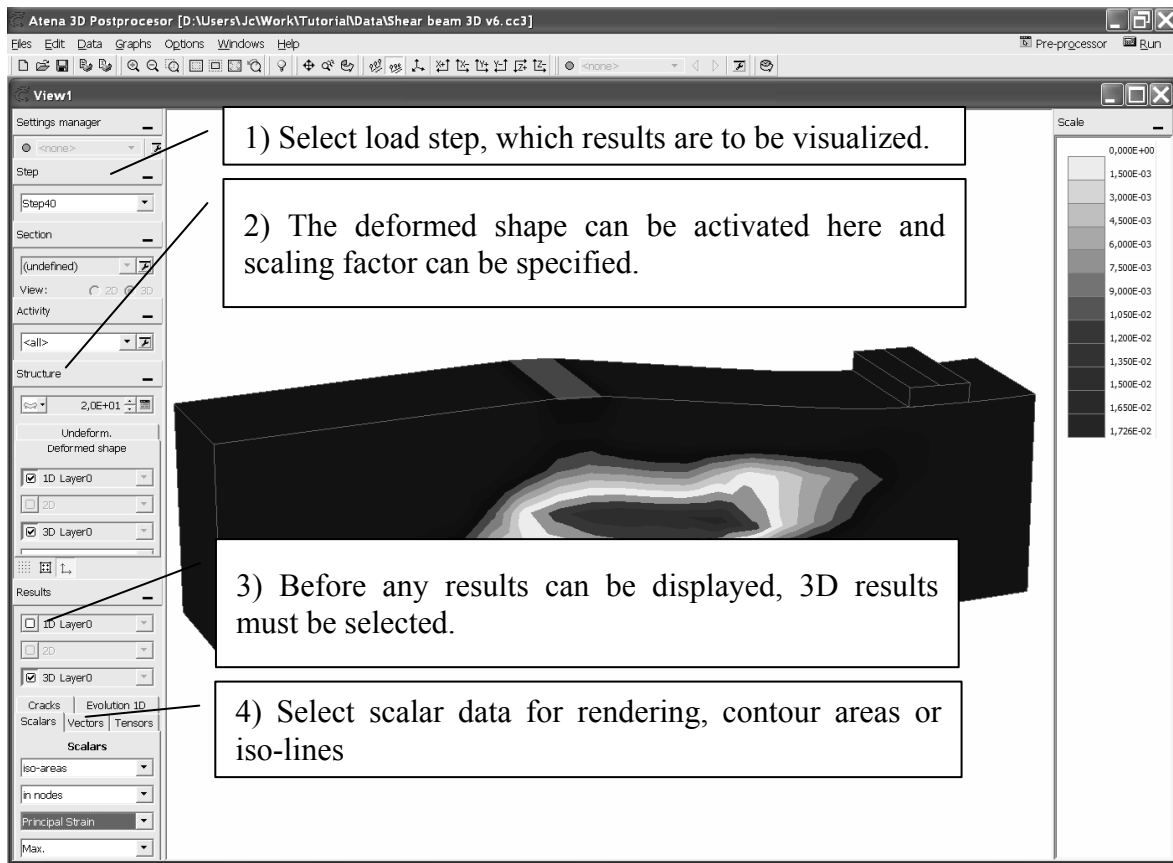 Atena 3D Postprocesor [D:\Users\Jc\Work\Tutorial\Data\Shear beam 3D v6.cc3]
Files Edit Data Graphs Options Windows Help
Pre-processor Run
<none>
View1
Settings manager
<none>
Step
Step40
Section
(undefined)
View: 2D 3D
Activity
<all>
Structure
2,0E+01
Undeform.
Deformed shape
1D Layer0
2D
3D Layer0
Results
1D Layer0
2D
3D Layer0
Cracks Evolution 1D
Scalars Vectors Tensors
Scalars
iso-areas
in nodes
Principal Strain
Max.
1) Select load step, which results are to be visualized.
2) The deformed shape can be activated here and
scaling factor can be specified.
3) Before any results can be displayed, 3D results
must be selected.
4) Select scalar data for rendering, contour areas or
iso-lines
Scale
0,000E+00
1,500E-03
3,000E-03
4,500E-03
6,000E-03
7,500E-03
9,000E-03
1,050E-02
1,200E-02
1,350E-02
1,500E-02
1,650E-02
1,726E-02